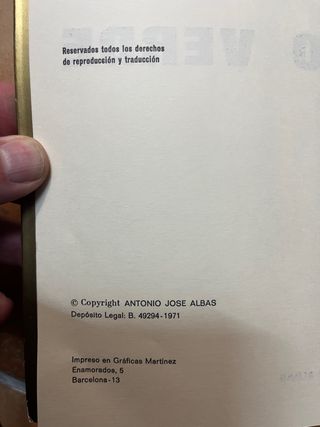 Reservados todos los derechos
de reproducción y traducción
© Copyright ANTONIO JOSE ALBAS
Depósito Legal: B. 49294-1971
Impreso en Gráficas Martínez
Enamorados, 5
Barcelona-13